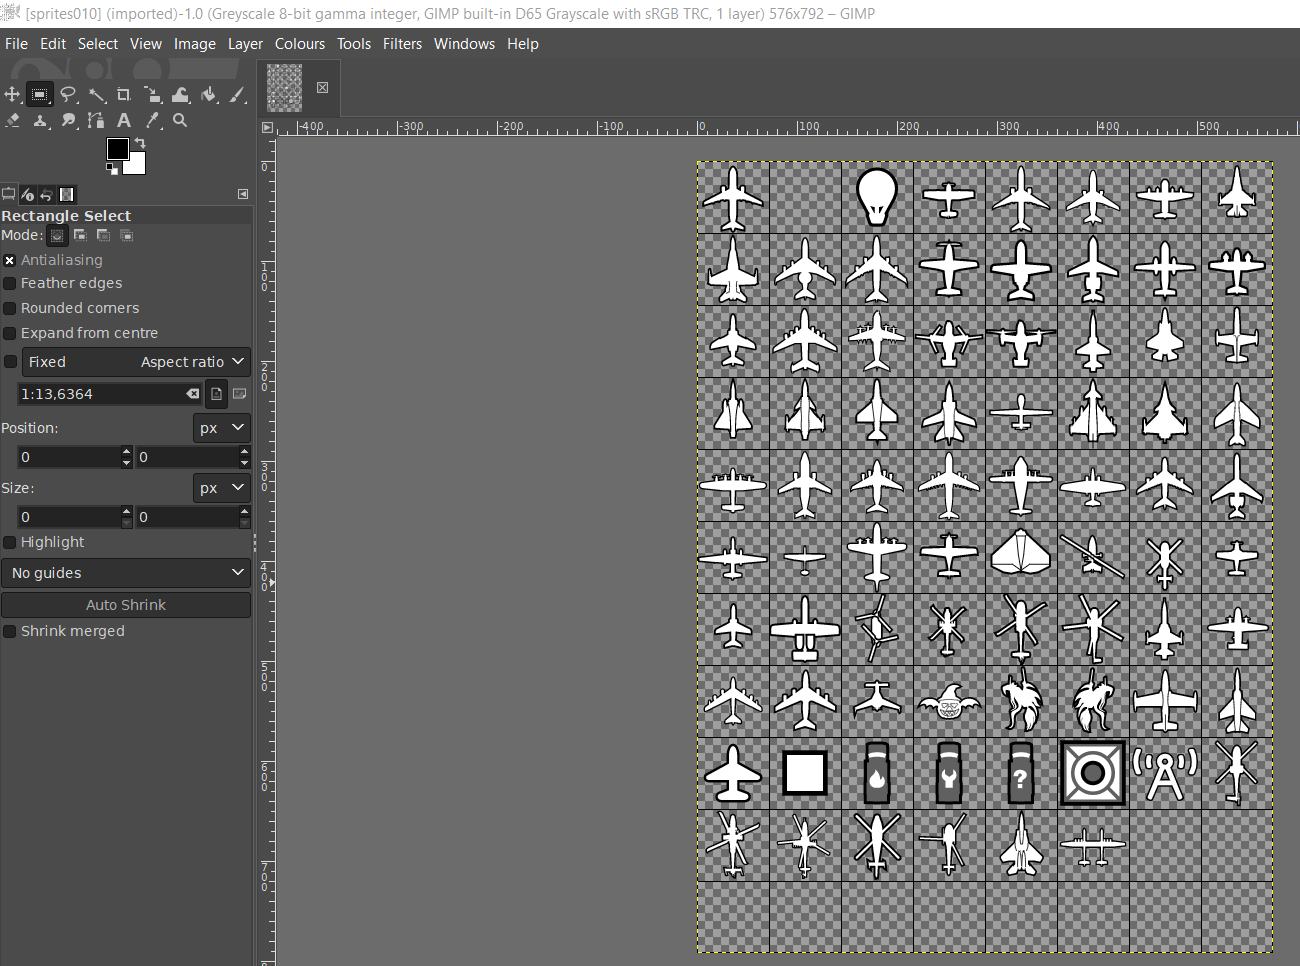 [sprites010] (imported)-1.0 (Greyscale 8-bit gamma integer, GIMP built-in D65 Grayscale with sRGB TRC, 1 layer) 576x792 – GIMP
File Edit Select View Image Layer Colours Tools Filters Windows Help
-400 -300 -200 -100 0 100 200 300 400 500
Rectangle Select
Mode:
Antialiasing
Feather edges
Rounded corners
Expand from centre
Fixed Aspect ratio
1:13,6364
Position: px
0 0
Size: px
0 0
Highlight
No guides
Auto Shrink
Shrink merged
0
100
200
300
400
500
600
700
?